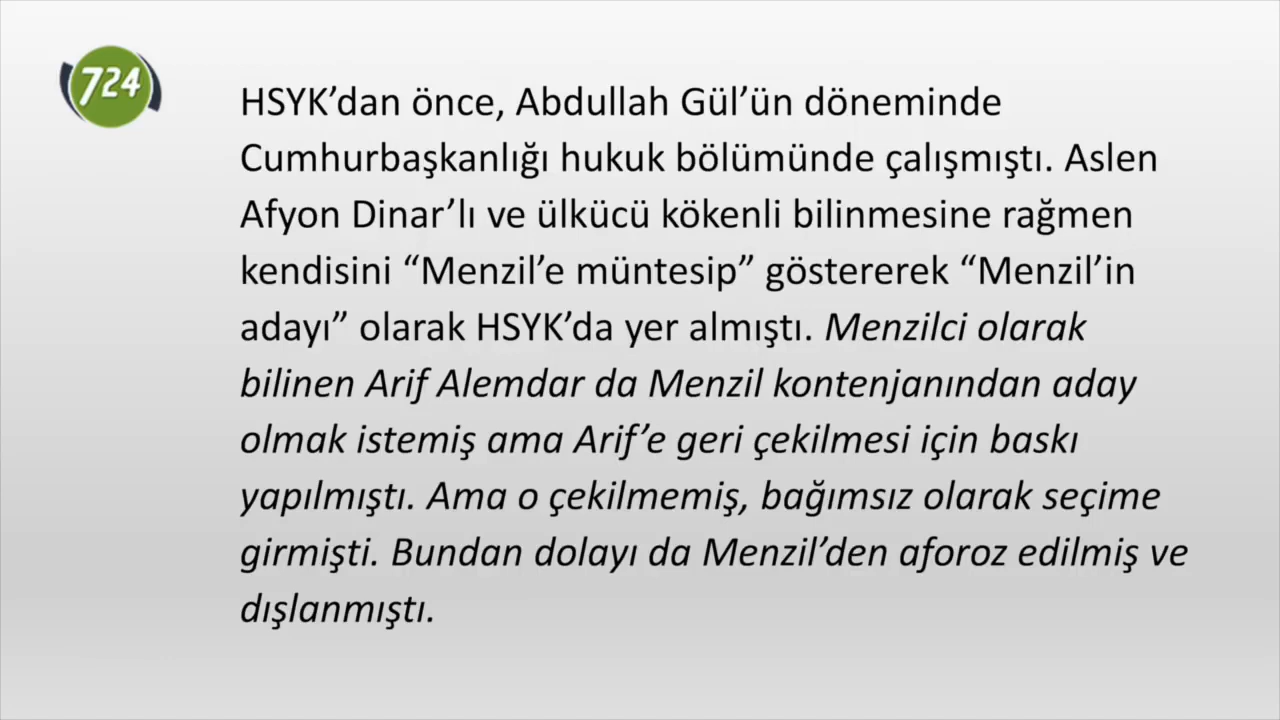 724
HSYK’dan önce, Abdullah Gül’ün döneminde
Cumhurbaşkanlığı hukuk bölümünde çalışmıştı. Aslen
Afyon Dinar’lı ve ülkücü kökenli bilinmesine rağmen
kendisini “Menzil’e müntesip” göstererek “Menzil’in
adayı” olarak HSYK’da yer almıştı. Menzilci olarak
bilinen Arif Alemdar da Menzil kontenjanından aday
olmak istemiş ama Arif’e geri çekilmesi için baskı
yapılmıştı. Ama o çekilmemiş, bağımsız olarak seçime
girmişti. Bundan dolayı da Menzil’den aforoz edilmiş ve
dışlanmıştı.